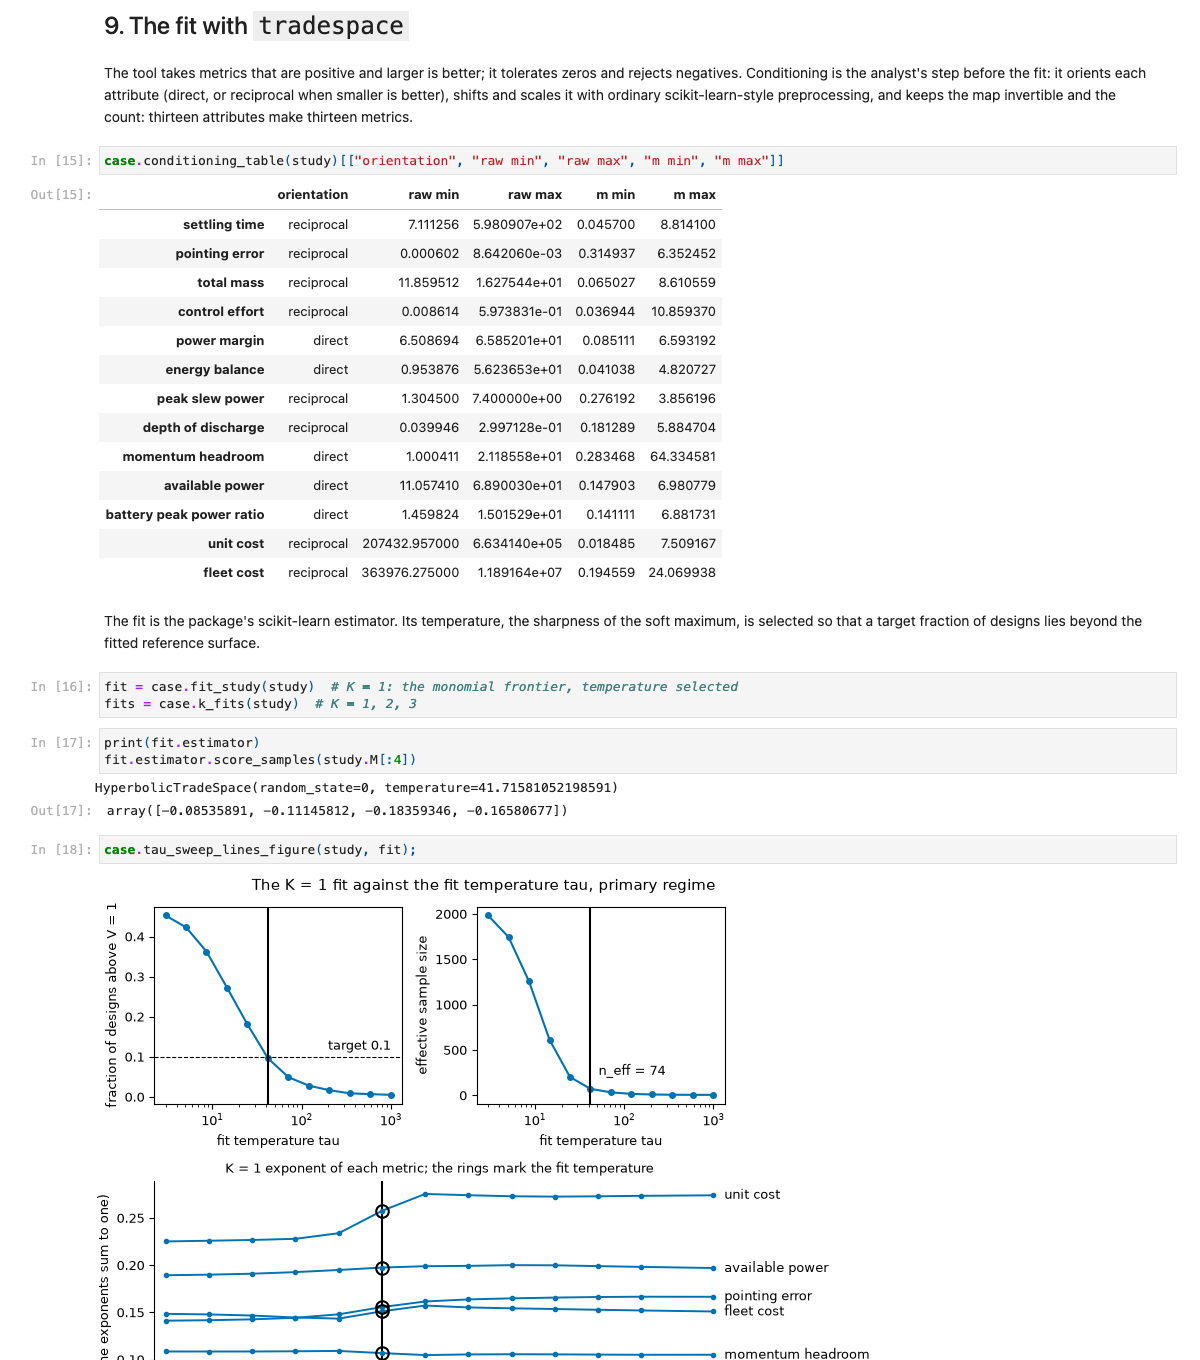 9. The fit with tradespace
The tool takes metrics that are positive and larger is better; it tolerates zeros and rejects negatives. Conditioning is the analyst's step before the fit: it orients each
attribute (direct, or reciprocal when smaller is better), shifts and scales it with ordinary scikit-learn-style preprocessing, and keeps the map invertible and the
count: thirteen attributes make thirteen metrics.
In [15]: case.conditioning_table(study)[["orientation", "raw min", "raw max", "m min", "m max"]]
Out[15]:
orientation raw min raw max m min m max
settling time reciprocal 7.111256 5.980907e+02 0.045700 8.814100
pointing error reciprocal 0.000602 8.642060e-03 0.314937 6.352452
total mass reciprocal 11.859512 1.627544e+01 0.065027 8.610559
control effort reciprocal 0.008614 5.973831e-01 0.036944 10.859370
power margin direct 6.508694 6.585201e+01 0.085111 6.593192
energy balance direct 0.953876 5.623653e+01 0.041038 4.820727
peak slew power reciprocal 1.304500 7.400000e+00 0.276192 3.856196
depth of discharge reciprocal 0.039946 2.997128e-01 0.181289 5.884704
momentum headroom direct 1.000411 2.118558e+01 0.283468 64.334581
available power direct 11.057410 6.890030e+01 0.147903 6.980779
battery peak power ratio direct 1.459824 1.501529e+01 0.141111 6.881731
unit cost reciprocal 207432.957000 6.634140e+05 0.018485 7.509167
fleet cost reciprocal 363976.275000 1.189164e+07 0.194559 24.069938
The fit is the package's scikit-learn estimator. Its temperature, the sharpness of the soft maximum, is selected so that a target fraction of designs lies beyond the
fitted reference surface.
In [16]: fit = case.fit_study(study)  # K = 1: the monomial frontier, temperature selected
fits = case.k_fits(study)  # K = 1, 2, 3
In [17]: print(fit.estimator)
fit.estimator.score_samples(study.M[:4])
HyperbolicTradeSpace(random_state=0, temperature=41.71581052198591)
Out[17]: array([-0.08535891, -0.11145812, -0.18359346, -0.16580677])
In [18]: case.tau_sweep_lines_figure(study, fit);
The K = 1 fit against the fit temperature tau, primary regime
fraction of designs above V = 1
0.4
0.3
0.2
0.1
0.0
target 0.1
10¹ 10² 10³
fit temperature tau
effective sample size
2000
1500
1000
500
0
n_eff = 74
10¹ 10² 10³
fit temperature tau
K = 1 exponent of each metric; the rings mark the fit temperature
exponents sum to one)
0.25
0.20
0.15
0.10
unit cost
available power
pointing error
fleet cost
momentum headroom